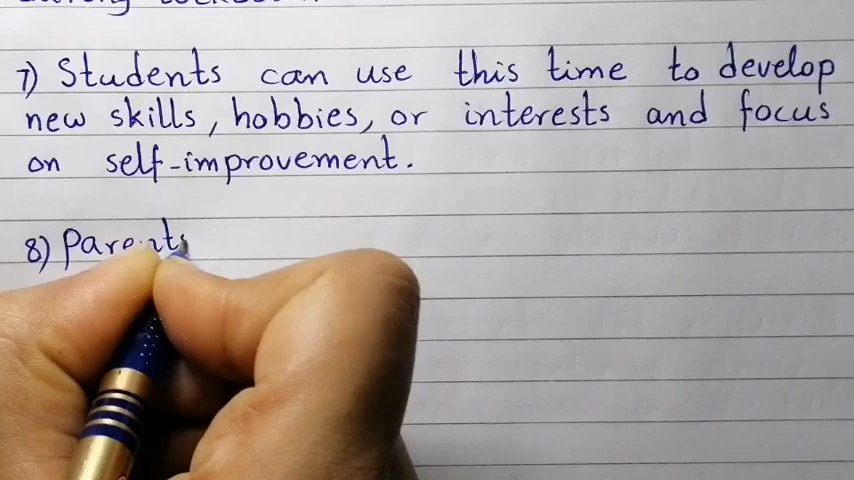 7) Students can use this time to develop
new skills, hobbies, or interests and focus
on self-improvement.
8) Parents